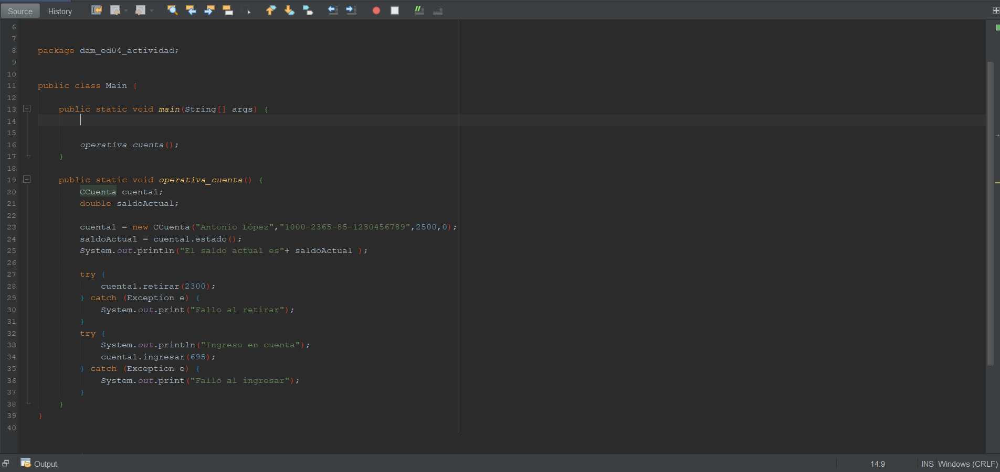 Source History
6
7
8 package dam_ed04_actividad;
9
10
11 public class Main {
12
13 public static void main(String[] args) {
14
15
16 operativa cuenta();
17 }
18
19 public static void operativa_cuenta() {
20 CCuenta cuenta1;
21 double saldoActual;
22
23 cuenta1 = new CCuenta("Antonio López","1000-2365-85-1230456789",2500,0);
24 saldoActual = cuenta1.estado();
25 System.out.println("El saldo actual es"+ saldoActual );
26
27 try {
28 cuenta1.retirar(2300);
29 } catch (Exception e) {
30 System.out.print("Fallo al retirar");
31 }
32 try {
33 System.out.println("Ingreso en cuenta");
34 cuenta1.ingresar(695);
35 } catch (Exception e) {
36 System.out.print("Fallo al ingresar");
37 }
38 }
39 }
40
Output 14:9 INS Windows (CRLF)